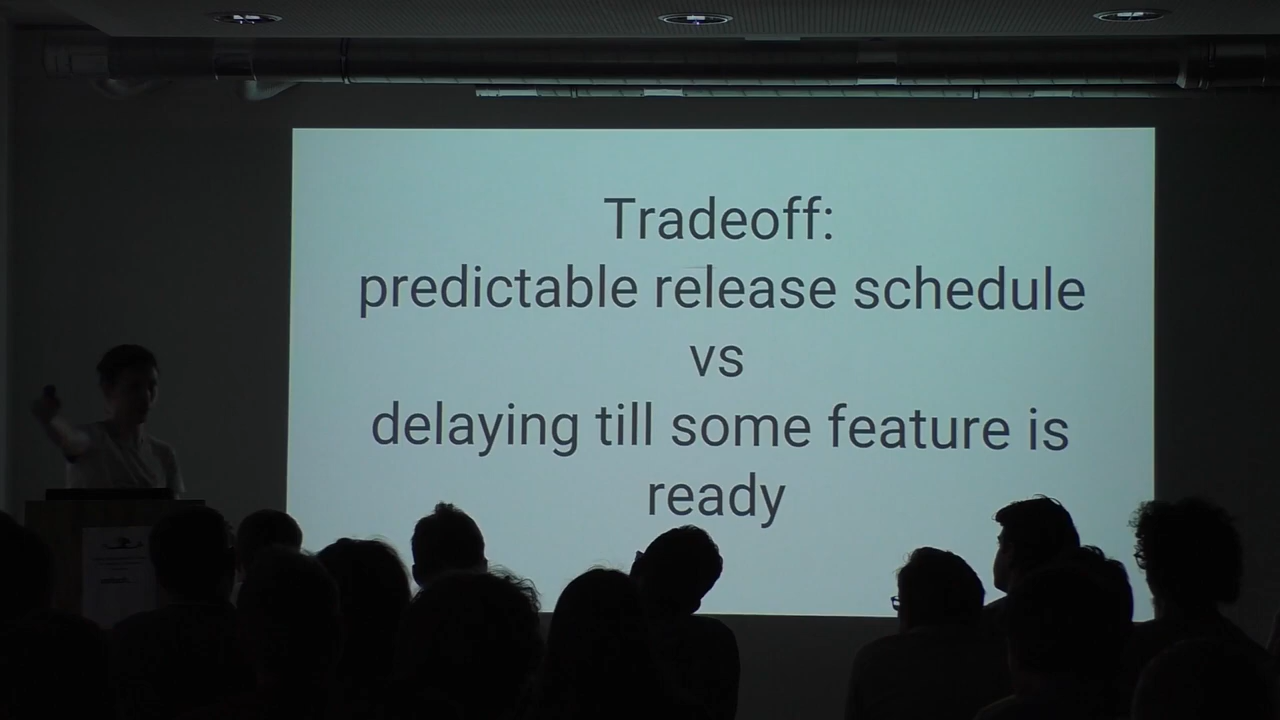 Tradeoff:
predictable release schedule
vs
delaying till some feature is
ready